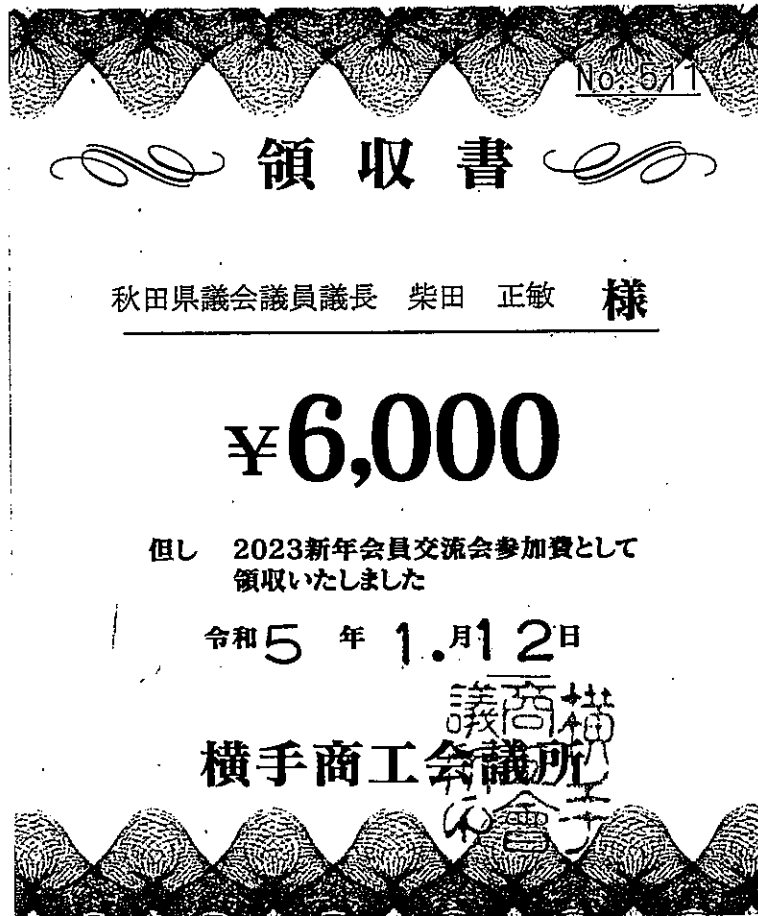 No. 511
領収書
秋田県議会議員議長 柴田 正敏 様
¥6,000
但し 2023新年会員交流会参加費として
領収いたしました
令和5年1.月12日
横手商工会議所